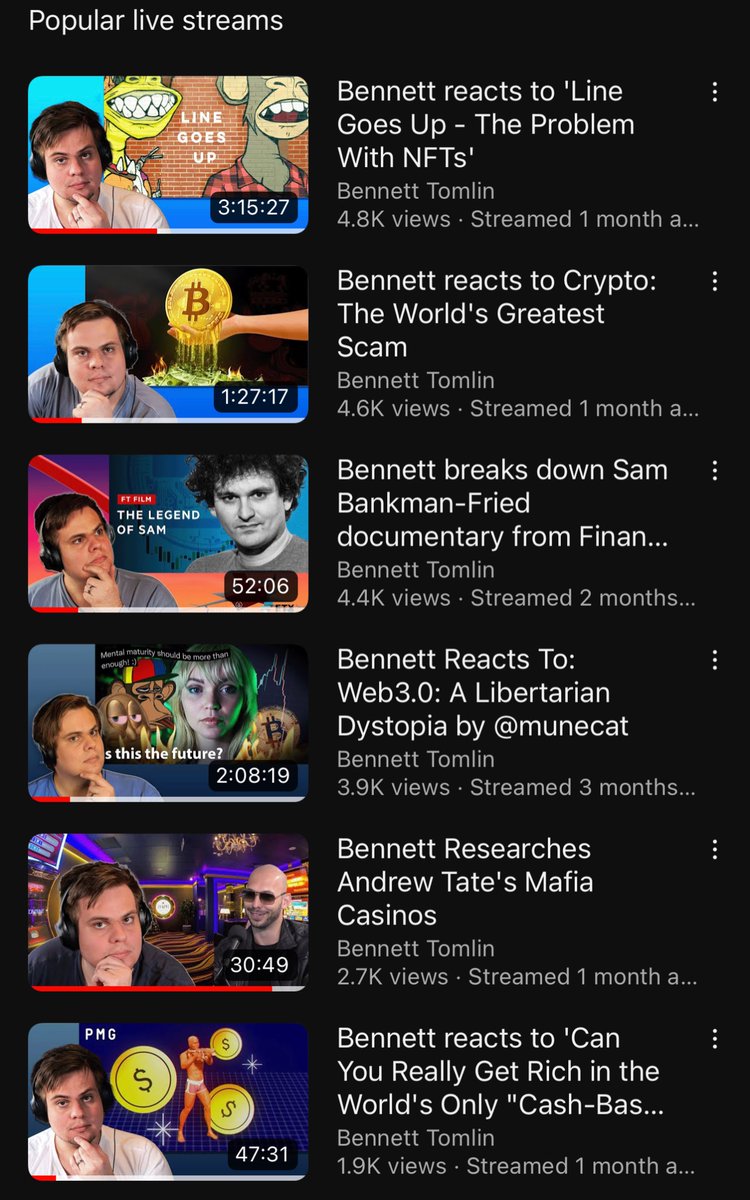 Popular live streams
LINE
GOES
UP
3:15:27
Bennett reacts to 'Line
Goes Up - The Problem
With NFTs'
Bennett Tomlin
4.8K views · Streamed 1 month a...
1:27:17
Bennett reacts to Crypto:
The World's Greatest
Scam
Bennett Tomlin
4.6K views · Streamed 1 month a...
FT FILM
THE LEGEND
OF SAM
52:06
Bennett breaks down Sam
Bankman-Fried
documentary from Finan...
Bennett Tomlin
4.4K views · Streamed 2 months...
Mental maturity should be more than
enough! :)
s this the future?
2:08:19
Bennett Reacts To:
Web3.0: A Libertarian
Dystopia by @munecat
Bennett Tomlin
3.9K views · Streamed 3 months...
30:49
Bennett Researches
Andrew Tate's Mafia
Casinos
Bennett Tomlin
2.7K views · Streamed 1 month a...
PMG
47:31
Bennett reacts to 'Can
You Really Get Rich in the
World's Only "Cash-Bas...
Bennett Tomlin
1.9K views · Streamed 1 month a...